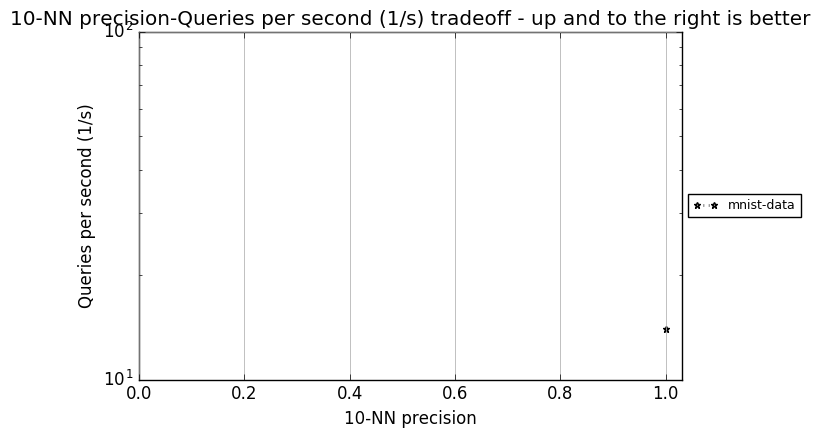 10-NN precision-Queries per second (1/s) tradeoff - up and to the right is better
10²
Queries per second (1/s)
mnist-data
10¹
0.0 0.2 0.4 0.6 0.8 1.0
10-NN precision